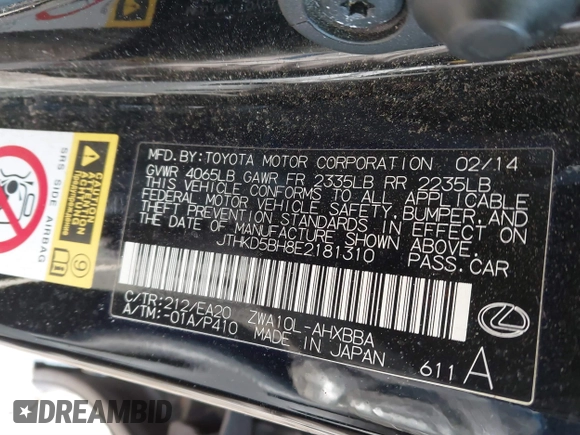 MFD.BY:TOYOTA MOTOR CORPORATION 02/14
GVWR 4065LB GAWR FR 2335LB RR 2235LB
THIS VEHICLE CONFORMS TO ALL APPLICABLE
FEDERAL MOTOR VEHICLE SAFETY, BUMPER, AND
THEFT PREVENTION STANDARDS IN EFFECT ON
THE DATE OF MANUFACTURE SHOWN ABOVE.
JTHKD5BH8E2181310 PASS.CAR
C/TR:212/EA20 ZWA10L-AHXBBA
A/TM:-01A/P410 MADE IN JAPAN
611 A
SRS SIDE AIRBAG
9
DREAMBID